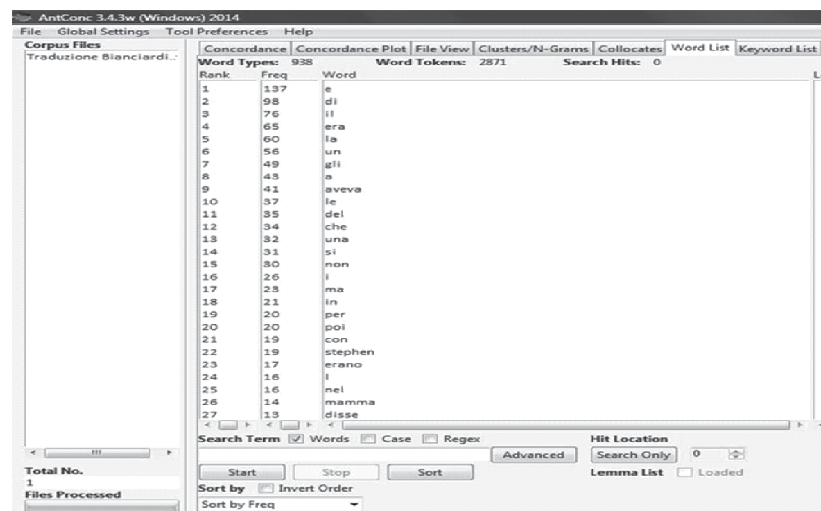 AntConc 3.4.3w (Windows) 2014
File Global Settings Tool Preferences Help
Corpus Files
Traduzione Bianciardi..
Concordance Concordance Plot File View Clusters/N-Grams Collocates Word List Keyword List
Word Types: 938 Word Tokens: 2871 Search Hits: 0
Rank Freq Word
1 137 e
2 98 di
3 76 il
4 65 era
5 60 la
6 56 un
7 49 gli
8 43 a
9 41 aveva
10 37 le
11 35 del
12 34 che
13 32 una
14 31 si
15 30 non
16 26 i
17 23 ma
18 21 in
19 20 per
20 20 poi
21 19 con
22 19 stephen
23 17 erano
24 16 l
25 16 nel
26 14 mamma
27 13 disse
Search Term Words Case Regex Hit Location
Advanced Search Only 0
Total No.
1
Files Processed
Start Stop Sort Lemma List Loaded
Sort by Invert Order
Sort by Freq